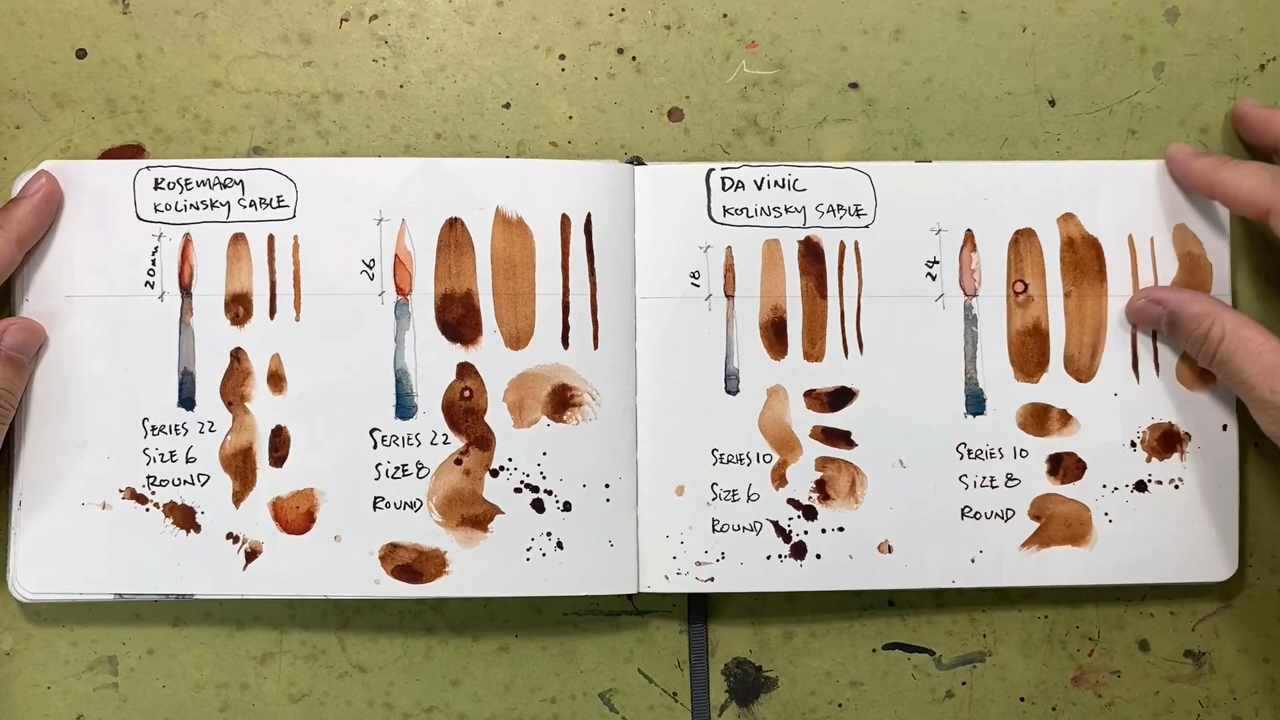 ROSEMARY
KOLINSKY SABLE
20mm
SERIES 22
SIZE 6
ROUND
26
SERIES 22
SIZE 8
ROUND
DA VINIC
KOLINSKY SABLE
18
SERIES 10
SIZE 6
ROUND
24
SERIES 10
SIZE 8
ROUND